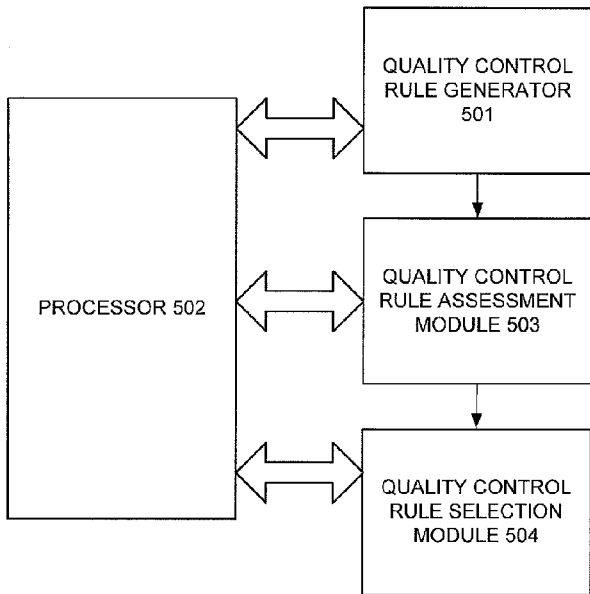 QUALITY CONTROL
RULE GENERATOR
501
PROCESSOR 502
QUALITY CONTROL
RULE ASSESSMENT
MODULE 503
QUALITY CONTROL
RULE SELECTION
MODULE 504